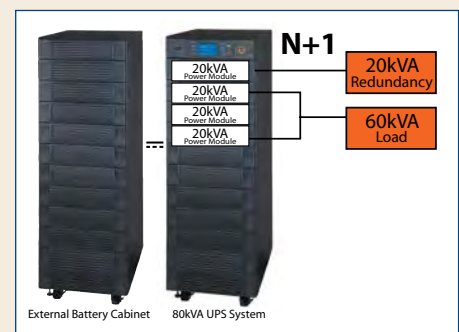 N+1
20kVA
Power Module
20kVA
Power Module
20kVA
Power Module
20kVA
Power Module
20kVA
Redundancy
60kVA
Load
External Battery Cabinet
80kVA UPS System